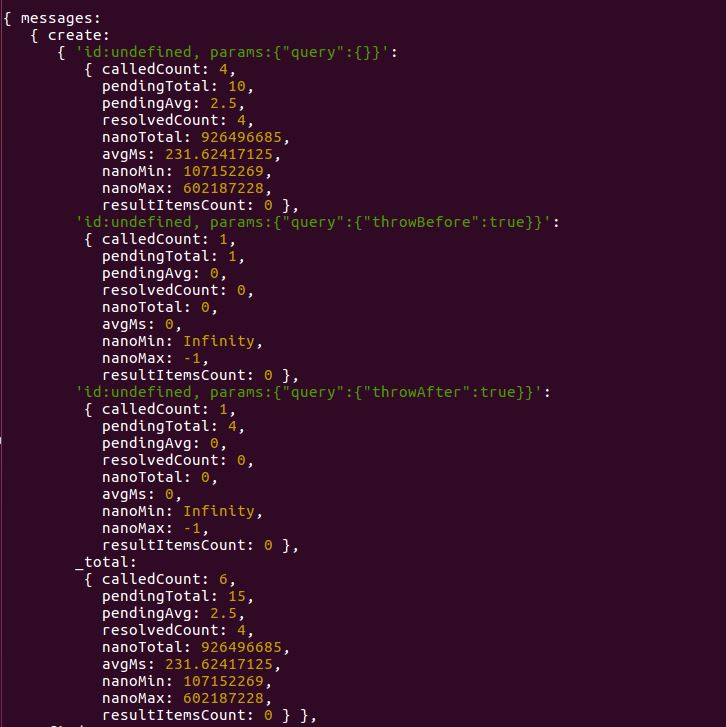 { messages:
{ create:
{ 'id:undefined, params:{"query":{}}':
{ calledCount: 4,
pendingTotal: 10,
pendingAvg: 2.5,
resolvedCount: 4,
nanoTotal: 926496685,
avgMs: 231.62417125,
nanoMin: 107152269,
nanoMax: 602187228,
resultItemsCount: 0 },
'id:undefined, params:{"query":{"throwBefore":true}}':
{ calledCount: 1,
pendingTotal: 1,
pendingAvg: 0,
resolvedCount: 0,
nanoTotal: 0,
avgMs: 0,
nanoMin: Infinity,
nanoMax: -1,
resultItemsCount: 0 },
'id:undefined, params:{"query":{"throwAfter":true}}':
{ calledCount: 1,
pendingTotal: 4,
pendingAvg: 0,
resolvedCount: 0,
nanoTotal: 0,
avgMs: 0,
nanoMin: Infinity,
nanoMax: -1,
resultItemsCount: 0 },
_total:
{ calledCount: 6,
pendingTotal: 15,
pendingAvg: 2.5,
resolvedCount: 4,
nanoTotal: 926496685,
avgMs: 231.62417125,
nanoMin: 107152269,
nanoMax: 602187228,
resultItemsCount: 0 } },